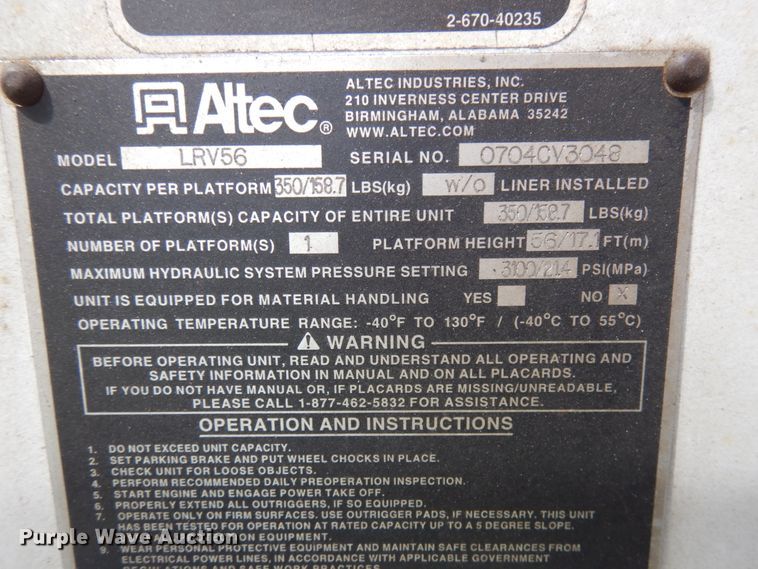 2-670-40235
Altec®
ALTEC INDUSTRIES, INC.
210 INVERNESS CENTER DRIVE
BIRMINGHAM, ALABAMA 35242
WWW.ALTEC.COM
MODEL LRV56 SERIAL NO. 0704CV3048
CAPACITY PER PLATFORM 350/158.7 LBS(kg) W/O LINER INSTALLED
TOTAL PLATFORM(S) CAPACITY OF ENTIRE UNIT 350/158.7 LBS(kg)
NUMBER OF PLATFORM(S) 1 PLATFORM HEIGHT 56/17.1 FT(m)
MAXIMUM HYDRAULIC SYSTEM PRESSURE SETTING 3100/21.4 PSI(MPa)
UNIT IS EQUIPPED FOR MATERIAL HANDLING YES NO X
OPERATING TEMPERATURE RANGE: -40°F TO 130°F / (-40°C TO 55°C)
WARNING
BEFORE OPERATING UNIT, READ AND UNDERSTAND ALL OPERATING AND
SAFETY INFORMATION IN MANUAL AND ON ALL PLACARDS.
IF YOU DO NOT HAVE MANUAL OR, IF PLACARDS ARE MISSING/UNREADABLE,
PLEASE CALL 1-877-462-5832 FOR ASSISTANCE.
OPERATION AND INSTRUCTIONS
1. DO NOT EXCEED UNIT CAPACITY.
2. SET PARKING BRAKE AND PUT WHEEL CHOCKS IN PLACE.
3. CHECK UNIT FOR LOOSE OBJECTS.
4. PERFORM RECOMMENDED DAILY PREOPERATION INSPECTION.
5. START ENGINE AND ENGAGE POWER TAKE OFF.
6. PROPERLY EXTEND ALL OUTRIGGERS, IF SO EQUIPPED.
7. OPERATE ONLY ON FIRM SURFACES. USE OUTRIGGER PADS, IF NECESSARY. THIS UNIT
HAS BEEN TESTED FOR OPERATION AT RATED CAPACITY UP TO A 5 DEGREE SLOPE.
EQUIPMENT.
9. WEAR PERSONAL PROTECTIVE EQUIPMENT AND MAINTAIN SAFE CLEARANCES FROM
ELECTRICAL POWER LINES, IN ACCORDANCE WITH APPLICABLE GOVERNMENT
REGULATIONS AND SAFE WORK PRACTICES.
Purple Wave Auction